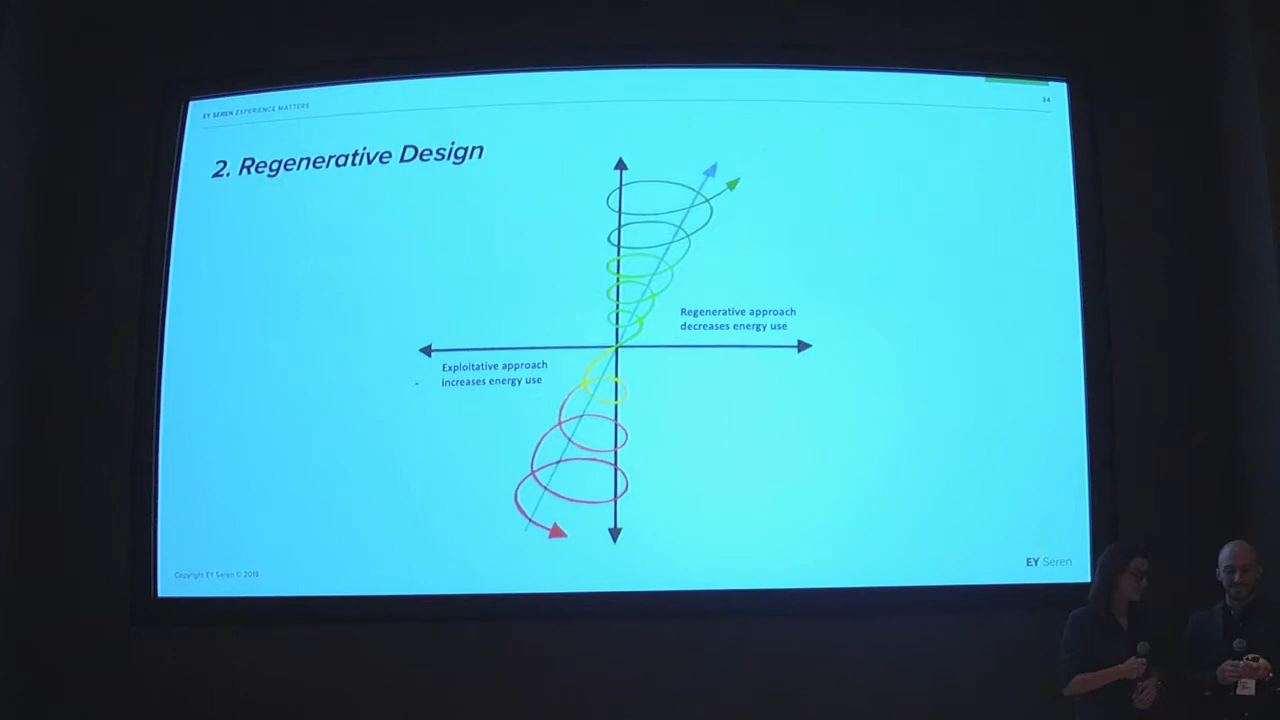 EY SEREN EXPERIENCE MATTERS
34
2. Regenerative Design
Regenerative approach
decreases energy use
Exploitative approach
increases energy use
Copyright EY Seren © 2019
EY Seren